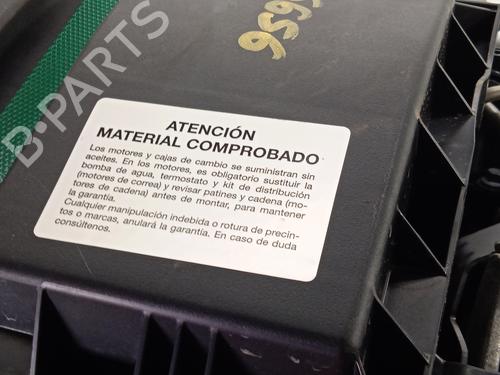 B-PARTS
9595
ATENCIÓN
MATERIAL COMPROBADO
Los motores y cajas de cambio se suministran sin
aceites. En los motores, es obligatorio sustituir la
bomba de agua, termostato y kit de distribución
(motores de correa) y revisar patines y cadena (mo-
tores de cadena) antes de montar, para mantener
la garantía.
Cualquier manipulación indebida o rotura de precin-
tos o marcas, anulará la garantía. En caso de duda
consúltenos.